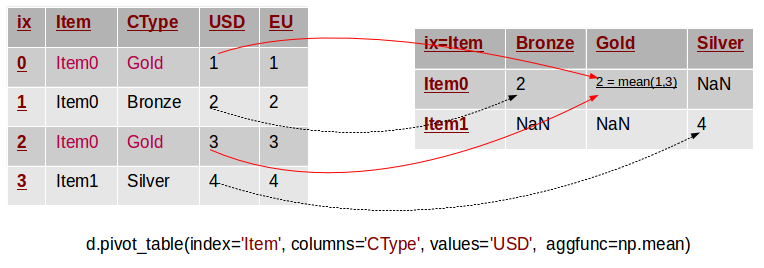 ix Item CType USD EU
0 Item0 Gold 1 1
1 Item0 Bronze 2 2
2 Item0 Gold 3 3
3 Item1 Silver 4 4
ix=Item Bronze Gold Silver
Item0 2 2 = mean(1,3) NaN
Item1 NaN NaN 4
d.pivot_table(index='Item', columns='CType', values='USD', aggfunc=np.mean)